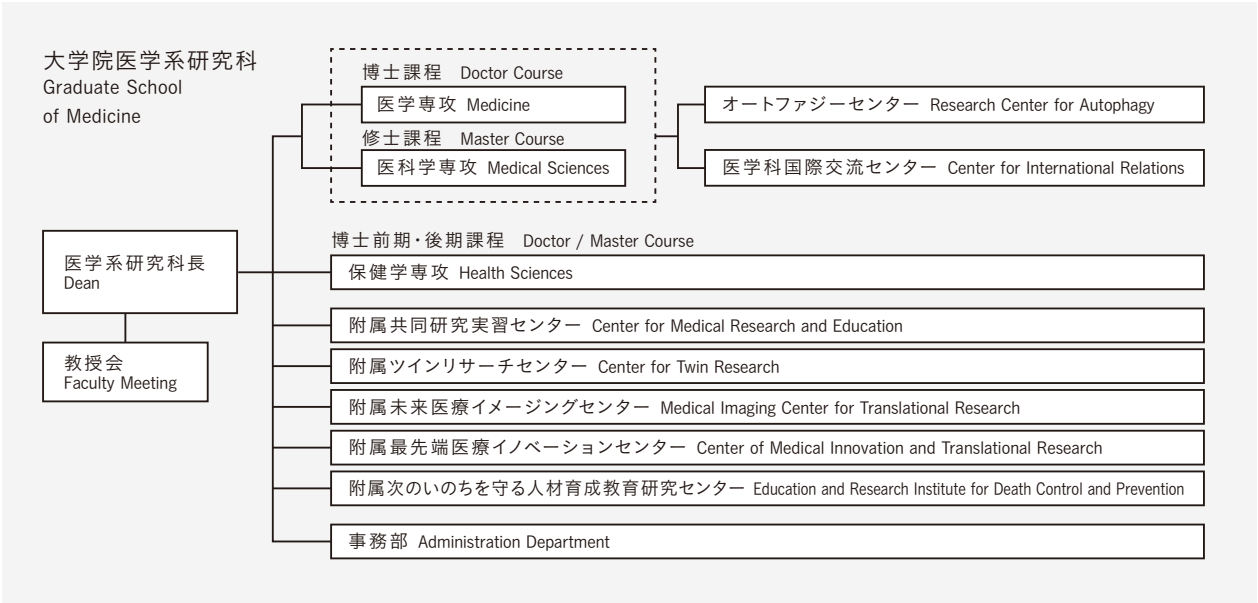 大学院医学系研究科
Graduate School
of Medicine
博士課程 Doctor Course
医学専攻 Medicine
修士課程 Master Course
医科学専攻 Medical Sciences
オートファジーセンター Research Center for Autophagy
医学科国際交流センター Center for International Relations
医学系研究科長
Dean
教授会
Faculty Meeting
博士前期・後期課程 Doctor / Master Course
保健学専攻 Health Sciences
附属共同研究実習センター Center for Medical Research and Education
附属ツインリサーチセンター Center for Twin Research
附属未来医療イメージングセンター Medical Imaging Center for Translational Research
附属最先端医療イノベーションセンター Center of Medical Innovation and Translational Research
附属次のいのちを守る人材育成教育研究センター Education and Research Institute for Death Control and Prevention
事務部 Administration Department